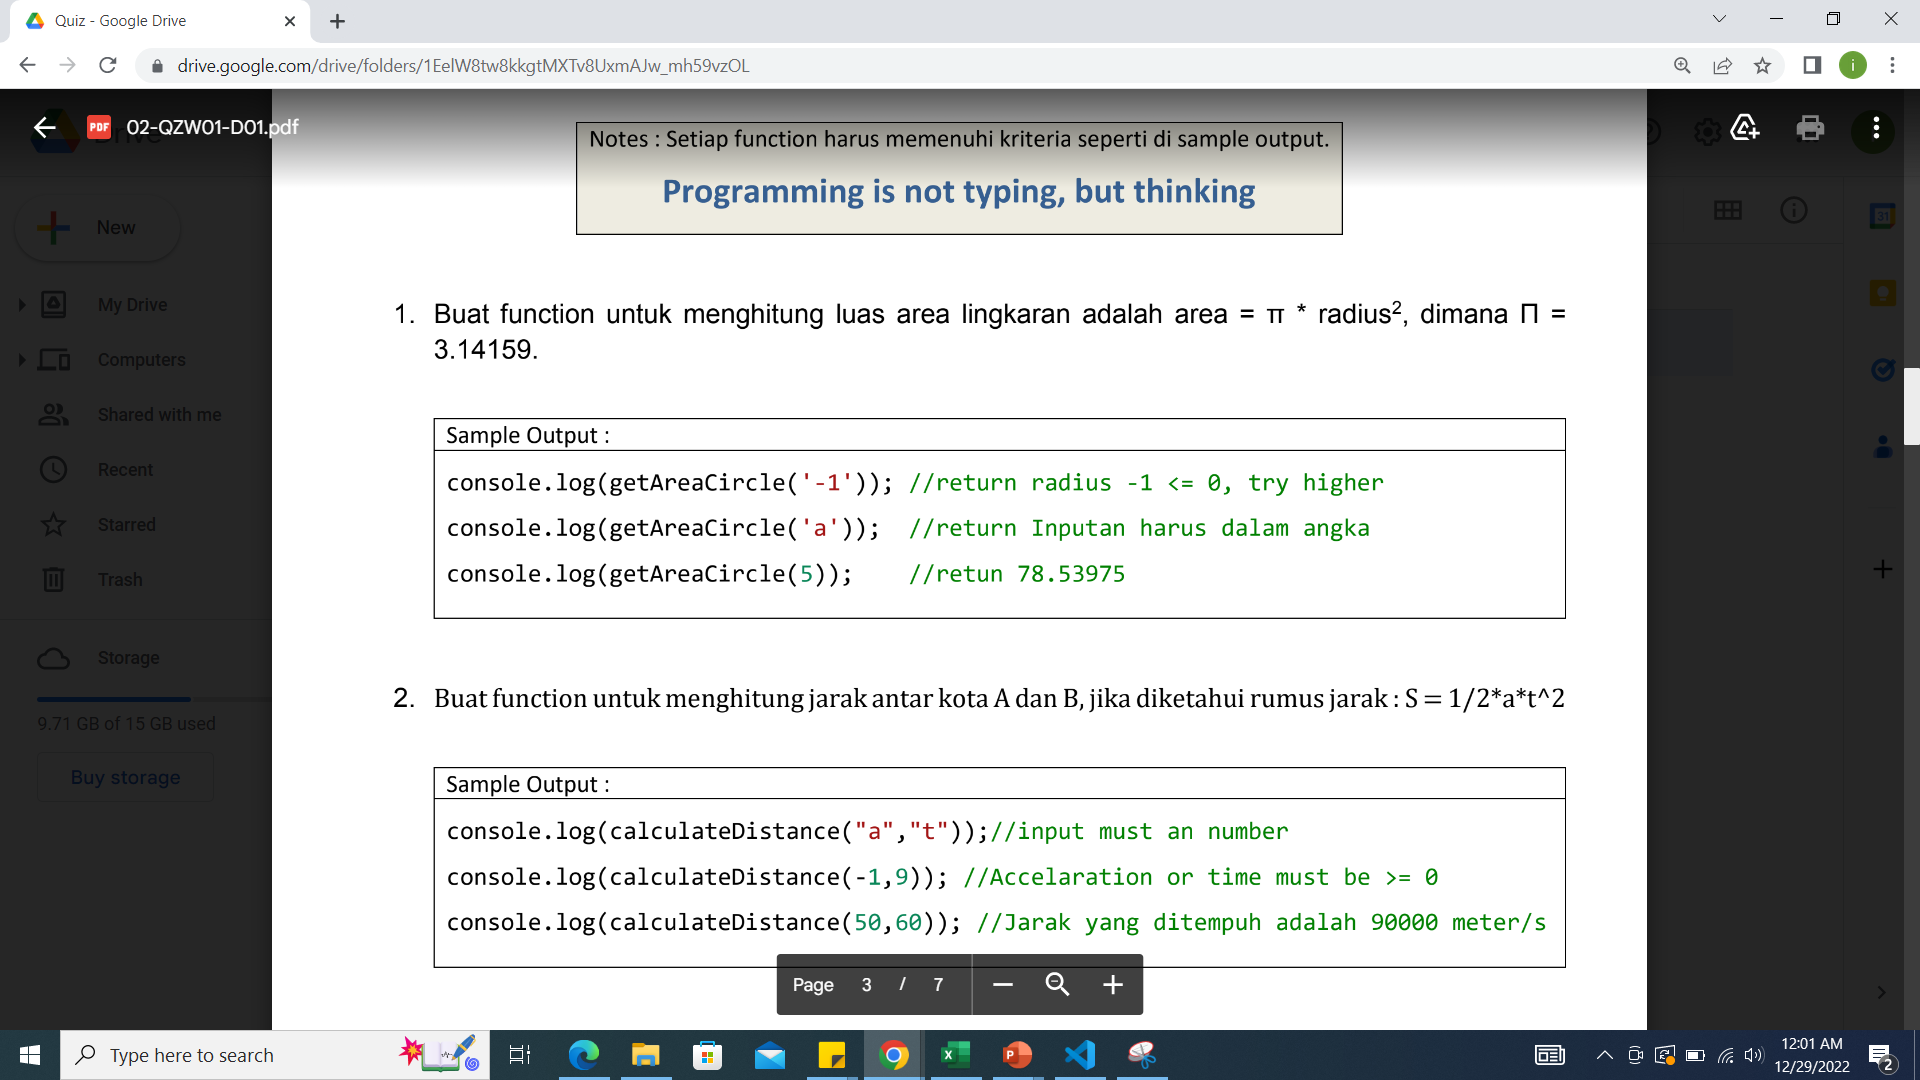 Quiz - Google Drive
drive.google.com/drive/folders/1EelW8tw8kkgtMXTv8UxmAJw_mh59vzOL
i
PDF 02-QZW01-D01.pdf
Drive
New
My Drive
Computers
Shared with me
Recent
Starred
Trash
Storage
9.71 GB of 15 GB used
Buy storage
31
Notes : Setiap function harus memenuhi kriteria seperti di sample output.
Programming is not typing, but thinking
1. Buat function untuk menghitung luas area lingkaran adalah area = π * radius², dimana Π =
3.14159.
Sample Output :
console.log(getAreaCircle('-1')); //return radius -1 <= 0, try higher
console.log(getAreaCircle('a')); //return Inputan harus dalam angka
console.log(getAreaCircle(5)); //retun 78.53975
2. Buat function untuk menghitung jarak antar kota A dan B, jika diketahui rumus jarak : S = 1/2*a*t^2
Sample Output :
console.log(calculateDistance("a","t"));//input must an number
console.log(calculateDistance(-1,9)); //Accelaration or time must be >= 0
console.log(calculateDistance(50,60)); //Jarak yang ditempuh adalah 90000 meter/s
Page 3 / 7
Type here to search
12:01 AM
12/29/2022
2